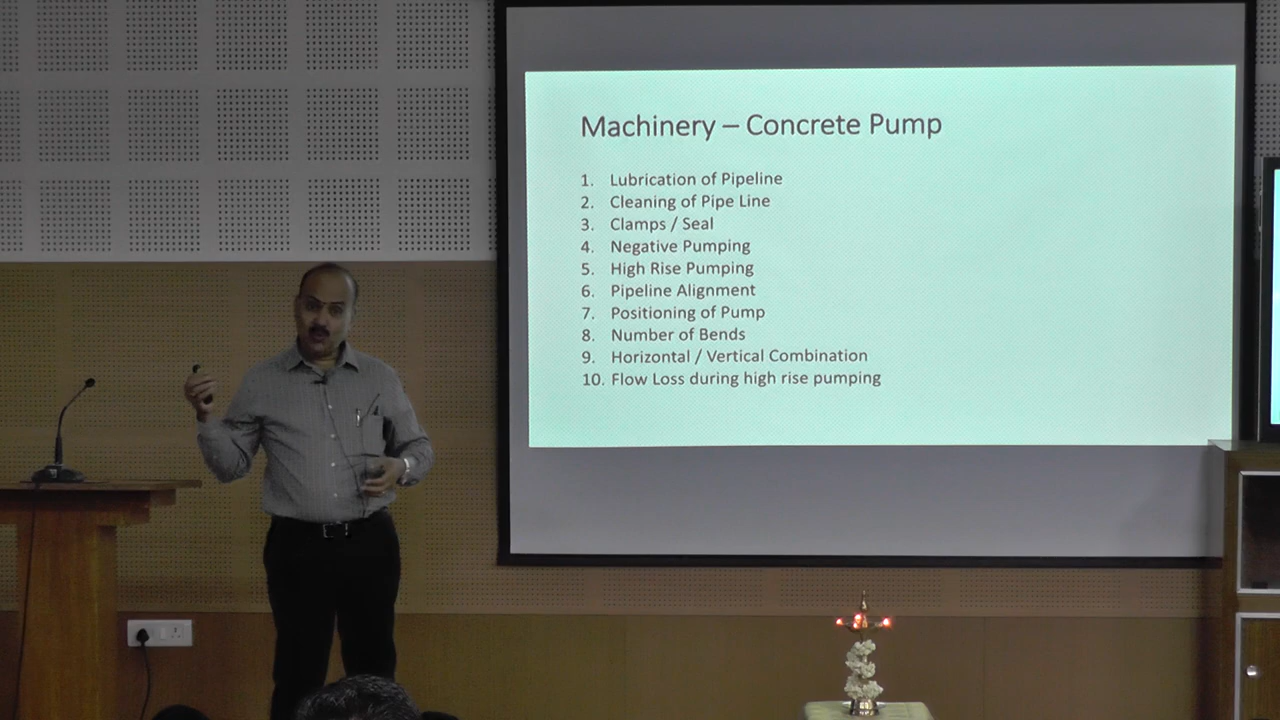 Machinery – Concrete Pump
1. Lubrication of Pipeline
2. Cleaning of Pipe Line
3. Clamps / Seal
4. Negative Pumping
5. High Rise Pumping
6. Pipeline Alignment
7. Positioning of Pump
8. Number of Bends
9. Horizontal / Vertical Combination
10. Flow Loss during high rise pumping